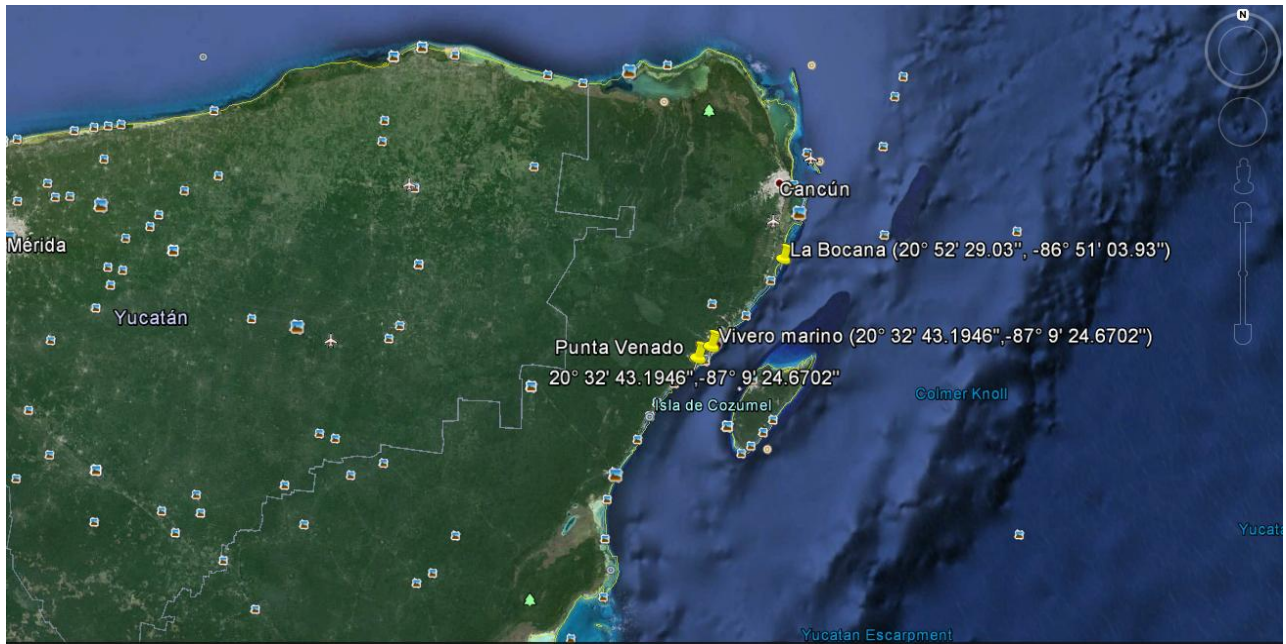 N
Cancún
Mérida
La Bocana (20° 52' 29.03", -86° 51' 03.93")
Yucatán
Vivero marino (20° 32' 43.1946",-87° 9' 24.6702")
Punta Venado
20° 32' 43.1946",-87° 9' 24.6702"
Colmer Knoll
Isla de Cozumel
Yucata
Yucatan Escarpment